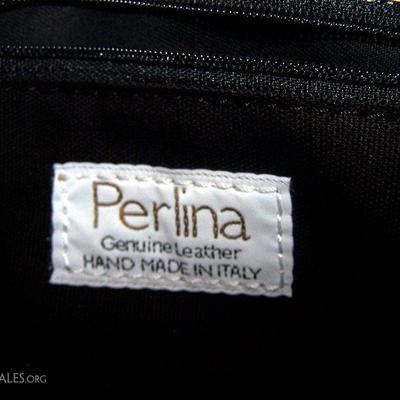 Perlina
Genuine Leather
HAND MADE IN ITALY
ALES.ORG